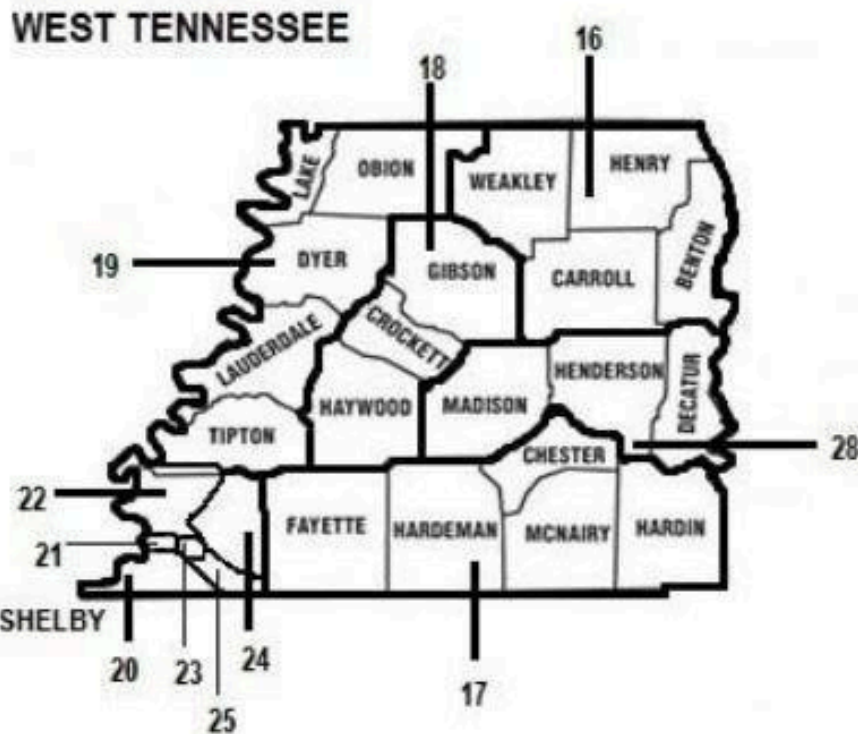 WEST TENNESSEE
16
18
LAKE
OBION
WEAKLEY
HENRY
BENTON
19
DYER
GIBSON
CARROLL
LAUDERDALE
CROCKETT
HENDERSON
DECATUR
HAYWOOD
MADISON
TIPTON
CHESTER
28
22
21
FAYETTE
HARDEMAN
MCNAIRY
HARDIN
SHELBY
20
23
24
25
17